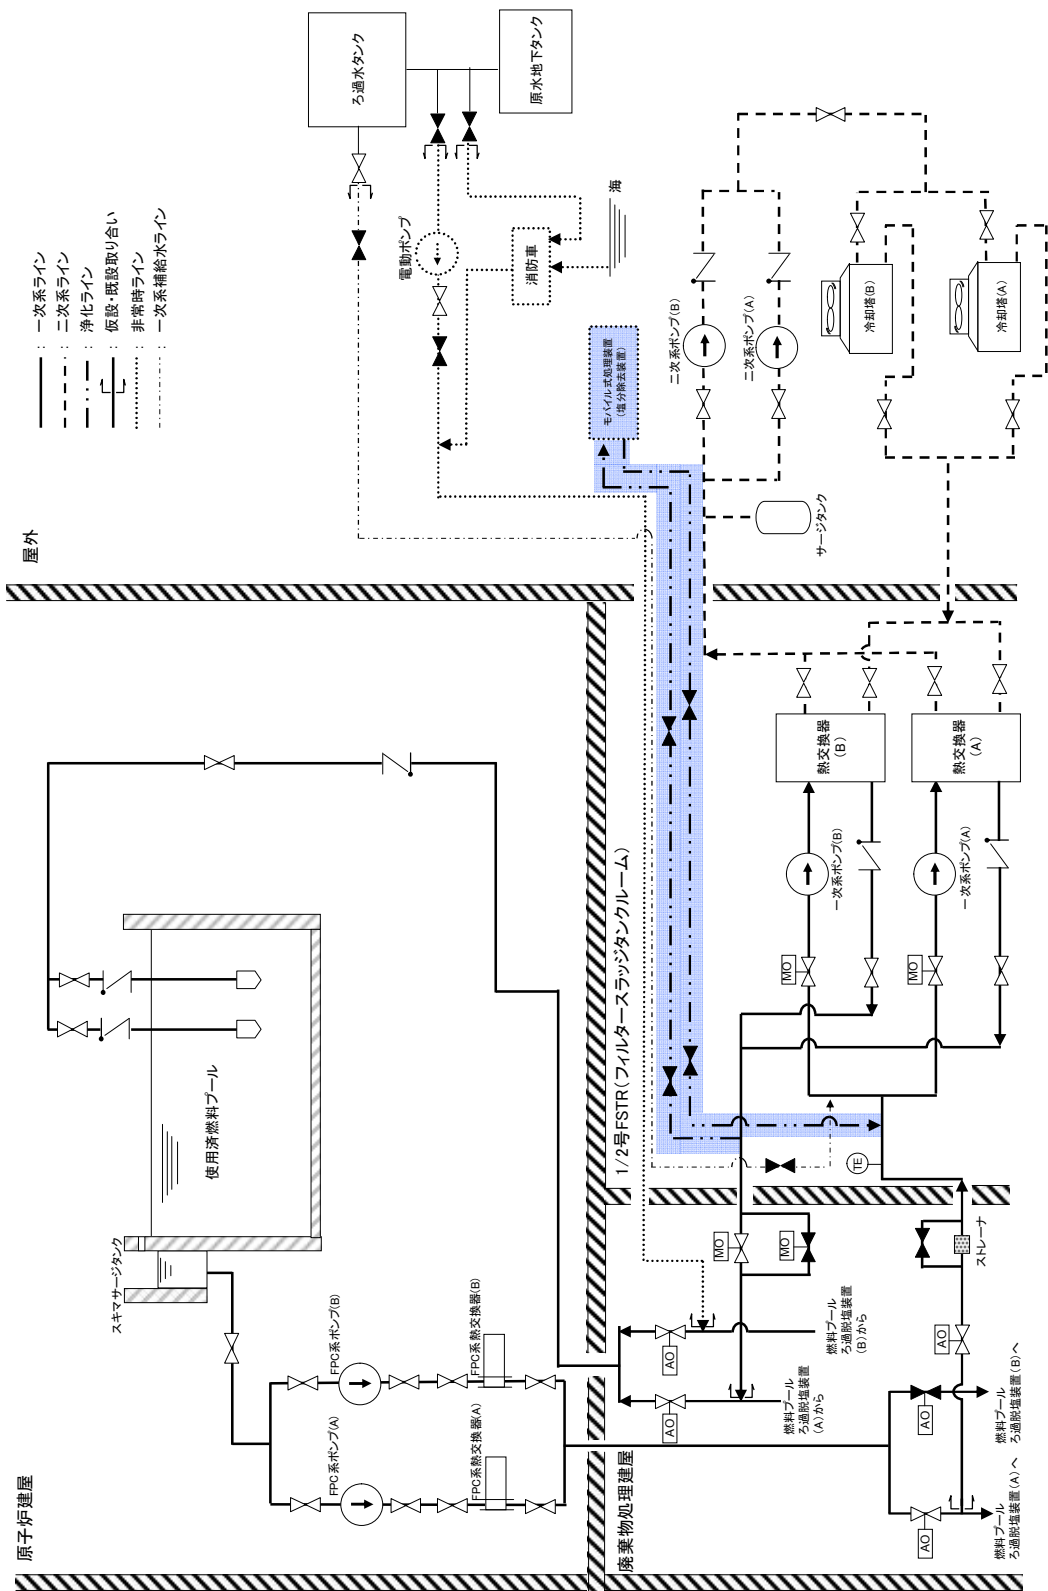 原子炉建屋
屋外
：一次系ライン
：二次系ライン
：浄化ライン
：仮設・既設取り合い
：非常時ライン
：一次系補給水ライン
ろ過水タンク
原水地下タンク
電動ポンプ
消防車
海
モバイル式処理装置
(塩分除去装置)
二次系ポンプ(B)
二次系ポンプ(A)
冷却塔(B)
冷却塔(A)
サージタンク
スキマサージタンク
使用済燃料プール
FPC系ポンプ(B)
FPC系ポンプ(A)
FPC系熱交換器(B)
FPC系熱交換器(A)
廃棄物処理建屋
1/2号FSTR(フィルタースラッジタンクルーム)
熱交換器
(B)
熱交換器
(A)
一次系ポンプ(B)
一次系ポンプ(A)
MO
MO
TE
MO
MO
AO
AO
燃料プール
ろ過脱塩装置
(B)から
燃料プール
ろ過脱塩装置
(A)から
ストレーナ
AO
AO
AO
燃料プール
ろ過脱塩装置(B)へ
燃料プール
ろ過脱塩装置(A)へ